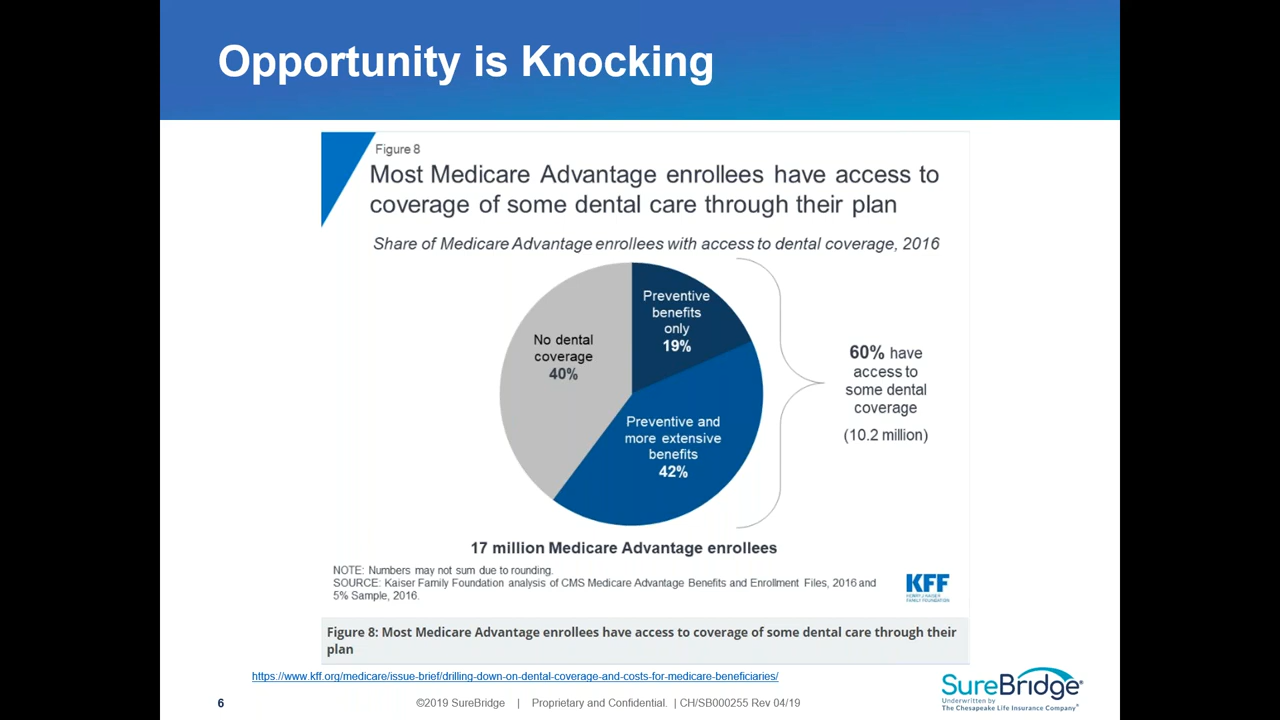 Opportunity is Knocking
Figure 8
Most Medicare Advantage enrollees have access to
coverage of some dental care through their plan
Share of Medicare Advantage enrollees with access to dental coverage, 2016
Preventive
benefits
only
19%
No dental
coverage
40%
Preventive and
more extensive
benefits
42%
60% have
access to
some dental
coverage
(10.2 million)
17 million Medicare Advantage enrollees
NOTE: Numbers may not sum due to rounding.
SOURCE: Kaiser Family Foundation analysis of CMS Medicare Advantage Benefits and Enrollment Files, 2016 and
5% Sample, 2016.
KFF
HENRY J KAISER
FAMILY FOUNDATION
Figure 8: Most Medicare Advantage enrollees have access to coverage of some dental care through their
plan
https://www.kff.org/medicare/issue-brief/drilling-down-on-dental-coverage-and-costs-for-medicare-beneficiaries/
6
©2019 SureBridge | Proprietary and Confidential. | CH/SB000255 Rev 04/19
SureBridge®
Underwritten by
The Chesapeake Life Insurance Company®